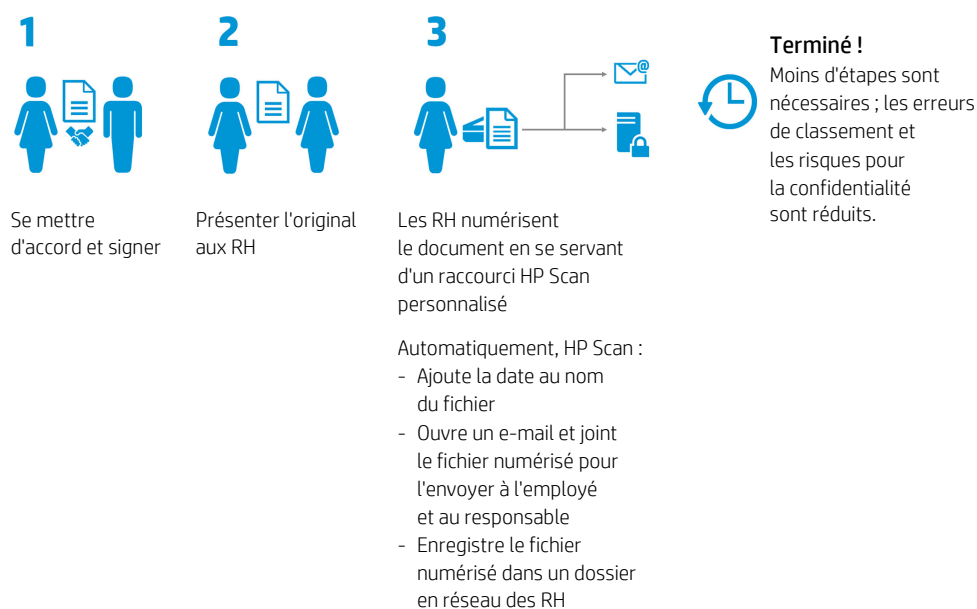 1
Se mettre
d'accord et signer
2
Présenter l'original
aux RH
3
@
Les RH numérisent
le document en se servant
d'un raccourci HP Scan
personnalisé
Automatiquement, HP Scan :
- Ajoute la date au nom
du fichier
- Ouvre un e-mail et joint
le fichier numérisé pour
l'envoyer à l'employé
et au responsable
- Enregistre le fichier
numérisé dans un dossier
en réseau des RH
Terminé !
Moins d'étapes sont
nécessaires ; les erreurs
de classement et
les risques pour
la confidentialité
sont réduits.